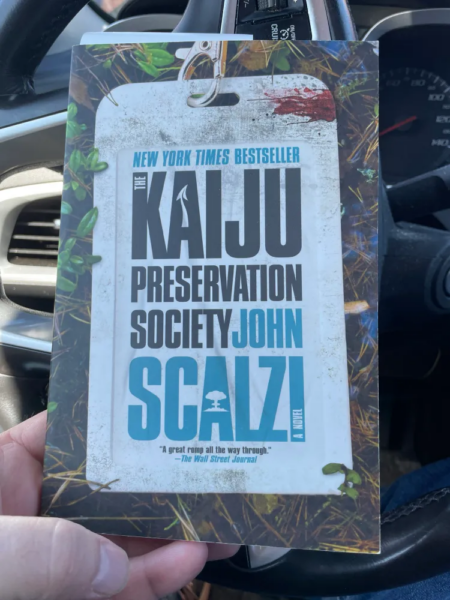 NEW YORK TIMES BESTSELLER
THE
KAIJU
PRESERVATION
SOCIETY JOHN
SCALZI
A NOVEL
"A great romp all the way through."
—The Wall Street Journal